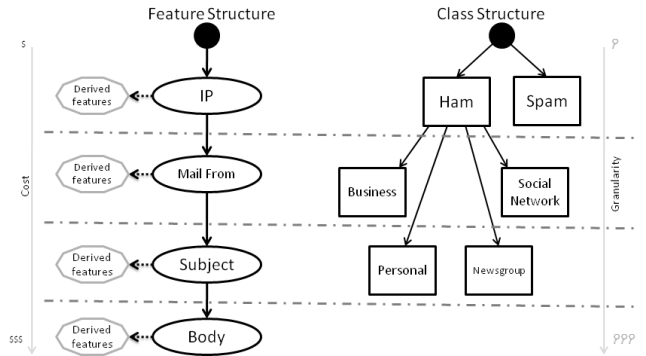 Feature Structure
Class Structure
$
Derived
features
IP
Ham
Spam
Derived
features
Mail From
Business
Social
Network
Cost
Granularity
Derived
features
Subject
Personal
Newsgroup
Derived
features
Body
$$$